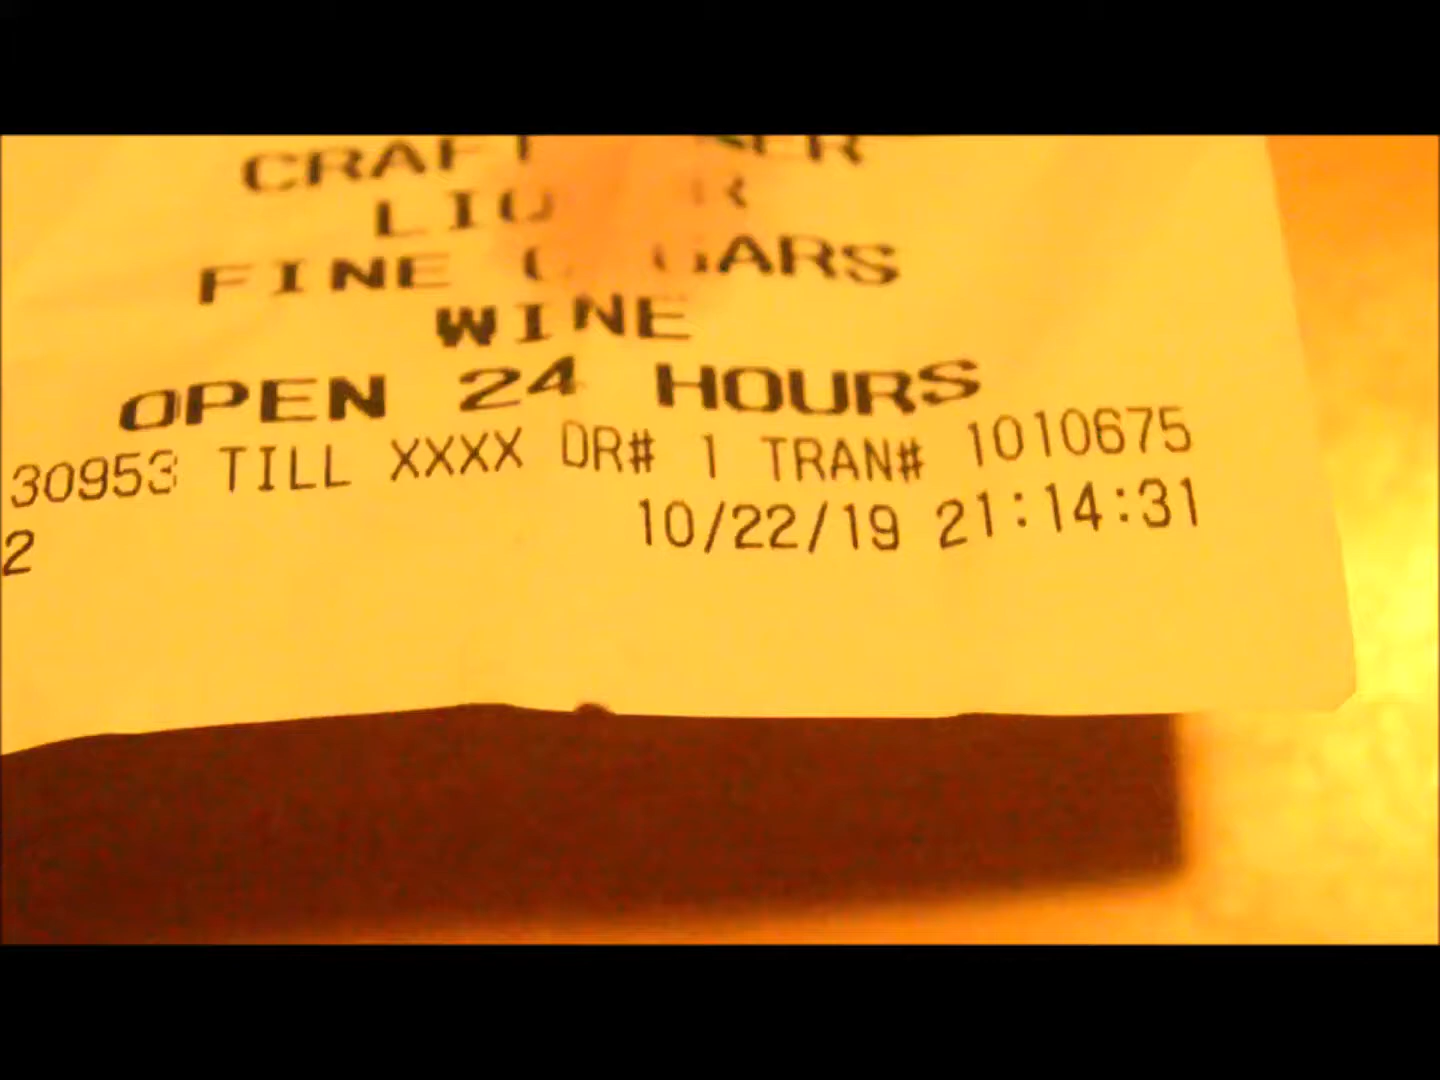 CRAFT
FINE
WINE
OPEN 24 HOURS
30953 TILL XXXX DR# 1 TRAN# 1010675
2 10/22/19 21:14:31